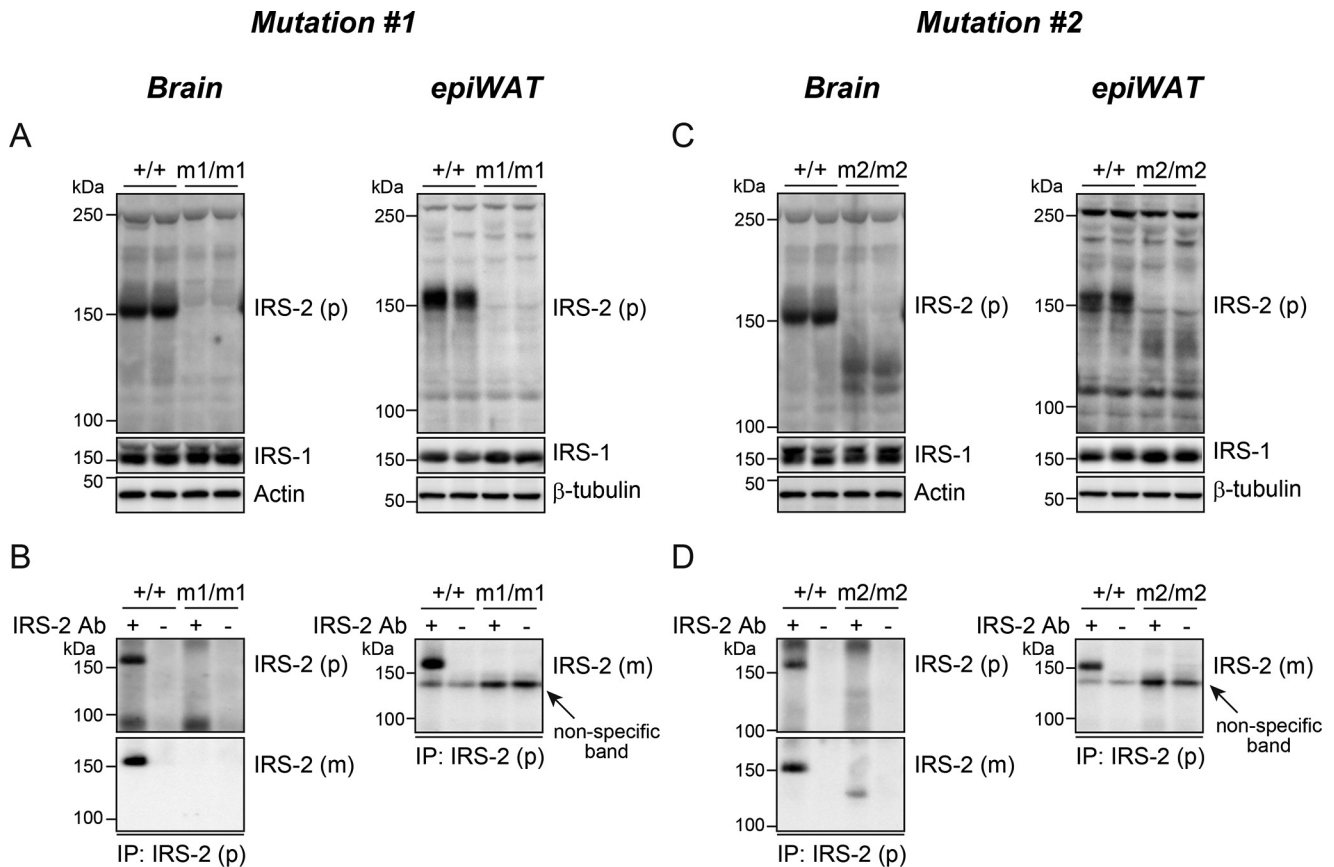 Mutation #1
Mutation #2
Brain
epiWAT
Brain
epiWAT
A
+/+ m1/m1
kDa
250
150
100
IRS-2 (p)
150
IRS-1
50
Actin
+/+ m1/m1
kDa
250
150
100
IRS-2 (p)
150
IRS-1
50
β-tubulin
C
+/+ m2/m2
kDa
250
150
100
IRS-2 (p)
150
IRS-1
50
Actin
+/+ m2/m2
kDa
250
150
100
IRS-2 (p)
150
IRS-1
50
β-tubulin
B
+/+ m1/m1
IRS-2 Ab + - + -
kDa
150
100
IRS-2 (p)
150
100
IRS-2 (m)
IP: IRS-2 (p)
+/+ m1/m1
IRS-2 Ab + - + -
kDa
150
100
IRS-2 (m)
non-specific
band
IP: IRS-2 (p)
D
+/+ m2/m2
IRS-2 Ab + - + -
kDa
150
100
IRS-2 (p)
150
100
IRS-2 (m)
IP: IRS-2 (p)
+/+ m2/m2
IRS-2 Ab + - + -
kDa
150
100
IRS-2 (m)
non-specific
band
IP: IRS-2 (p)